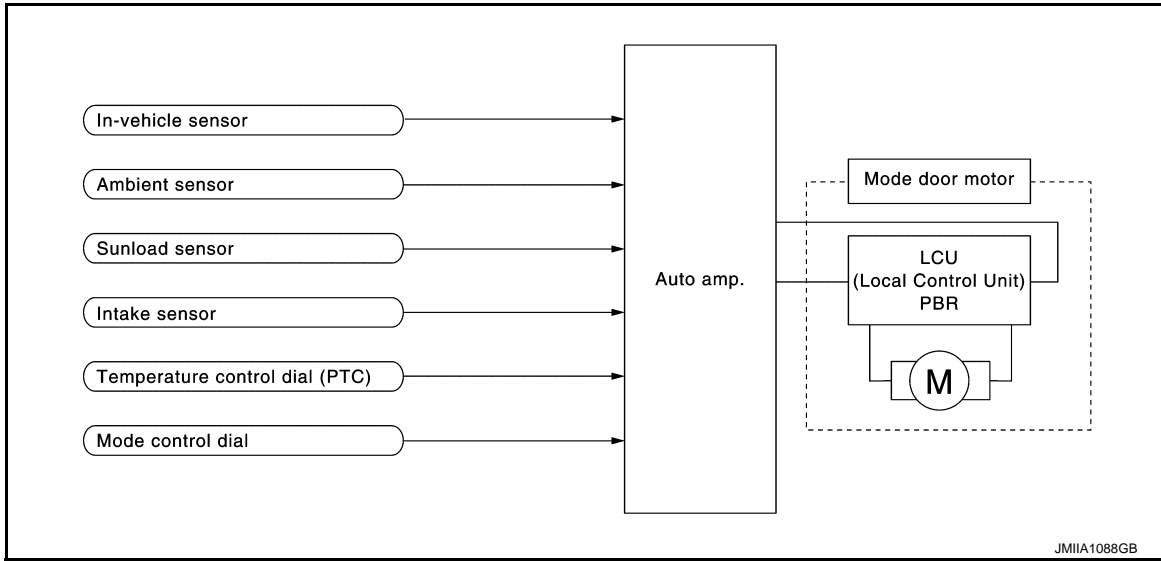 In-vehicle sensor
Ambient sensor
Sunload sensor
Intake sensor
Temperature control dial (PTC)
Mode control dial
Auto amp.
Mode door motor
LCU
(Local Control Unit)
PBR
M
JMIIA1088GB